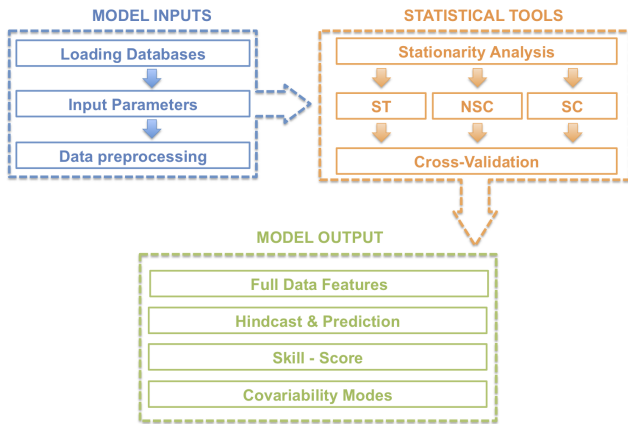 MODEL INPUTS
Loading Databases
Input Parameters
Data preprocessing
STATISTICAL TOOLS
Stationarity Analysis
ST NSC SC
Cross-Validation
MODEL OUTPUT
Full Data Features
Hindcast & Prediction
Skill - Score
Covariability Modes